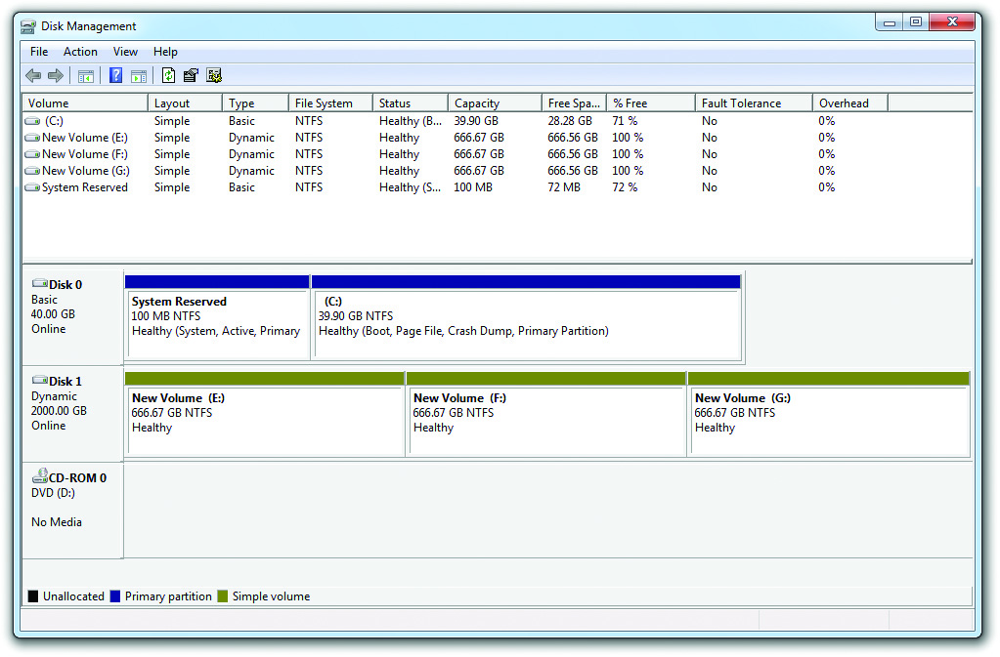 Disk Management
File Action View Help
Volume Layout Type File System Status Capacity Free Spa... % Free Fault Tolerance Overhead
(C:) Simple Basic NTFS Healthy (B... 39.90 GB 28.28 GB 71 % No 0%
New Volume (E:) Simple Dynamic NTFS Healthy 666.67 GB 666.56 GB 100 % No 0%
New Volume (F:) Simple Dynamic NTFS Healthy 666.67 GB 666.56 GB 100 % No 0%
New Volume (G:) Simple Dynamic NTFS Healthy 666.67 GB 666.56 GB 100 % No 0%
System Reserved Simple Basic NTFS Healthy (S... 100 MB 72 MB 72 % No 0%
Disk 0
Basic
40.00 GB
Online
System Reserved
100 MB NTFS
Healthy (System, Active, Primary
(C:)
39.90 GB NTFS
Healthy (Boot, Page File, Crash Dump, Primary Partition)
Disk 1
Dynamic
2000.00 GB
Online
New Volume (E:)
666.67 GB NTFS
Healthy
New Volume (F:)
666.67 GB NTFS
Healthy
New Volume (G:)
666.67 GB NTFS
Healthy
CD-ROM 0
DVD (D:)
No Media
Unallocated Primary partition Simple volume